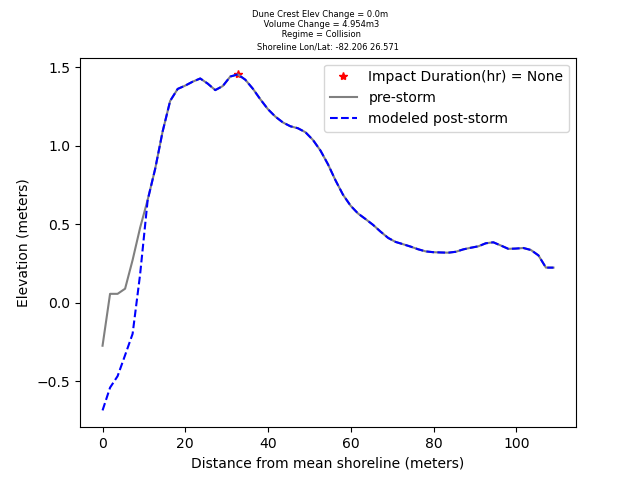 Dune Crest Elev Change = 0.0m
Volume Change = 4.954m3
Regime = Collision
Shoreline Lon/Lat: -82.206 26.571
Impact Duration(hr) = None
pre-storm
modeled post-storm
1.5
1.0
0.5
0.0
−0.5
Elevation (meters)
0 20 40 60 80 100
Distance from mean shoreline (meters)